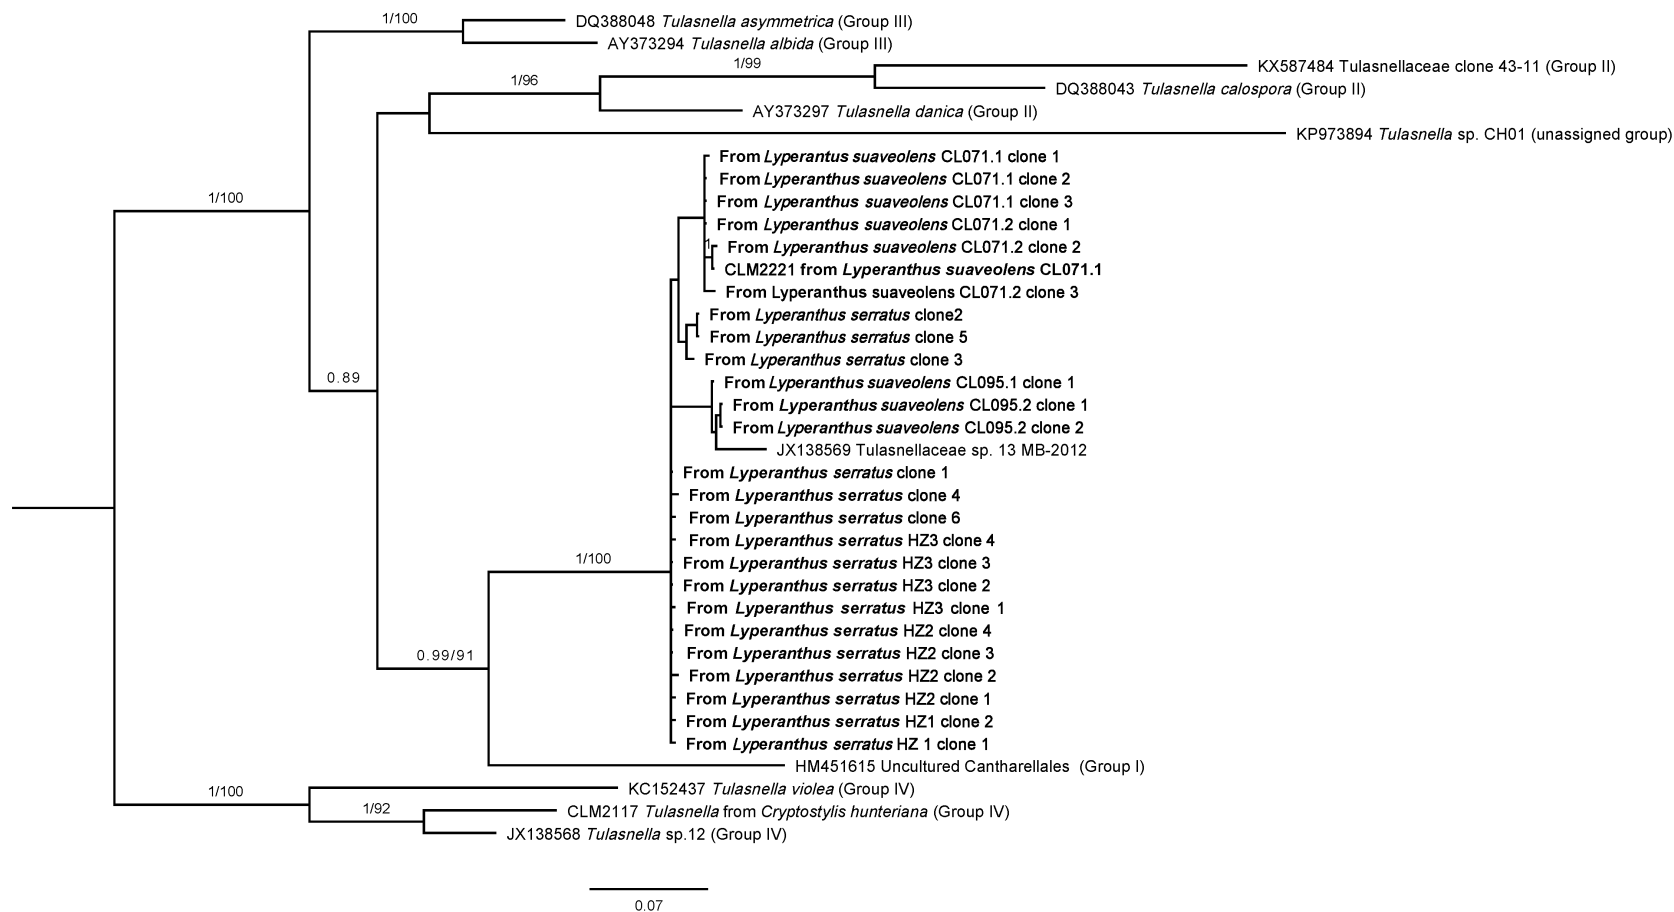 1/100
DQ388048 Tulasnella asymmetrica (Group III)
AY373294 Tulasnella albida (Group III)
1/99
KX587484 Tulasnellaceae clone 43-11 (Group II)
1/96
DQ388043 Tulasnella calospora (Group II)
AY373297 Tulasnella danica (Group II)
KP973894 Tulasnella sp. CH01 (unassigned group)
From Lyperantus suaveolens CL071.1 clone 1
From Lyperanthus suaveolens CL071.1 clone 2
1/100
From Lyperanthus suaveolens CL071.1 clone 3
From Lyperanthus suaveolens CL071.2 clone 1
1
From Lyperanthus suaveolens CL071.2 clone 2
CLM2221 from Lyperanthus suaveolens CL071.1
From Lyperanthus suaveolens CL071.2 clone 3
From Lyperanthus serratus clone2
From Lyperanthus serratus clone 5
From Lyperanthus serratus clone 3
0.89
From Lyperanthus suaveolens CL095.1 clone 1
From Lyperanthus suaveolens CL095.2 clone 1
From Lyperanthus suaveolens CL095.2 clone 2
JX138569 Tulasnellaceae sp. 13 MB-2012
From Lyperanthus serratus clone 1
From Lyperanthus serratus clone 4
From Lyperanthus serratus clone 6
From Lyperanthus serratus HZ3 clone 4
1/100
From Lyperanthus serratus HZ3 clone 3
From Lyperanthus serratus HZ3 clone 2
From Lyperanthus serratus HZ3 clone 1
From Lyperanthus serratus HZ2 clone 4
0.99/91
From Lyperanthus serratus HZ2 clone 3
From Lyperanthus serratus HZ2 clone 2
From Lyperanthus serratus HZ2 clone 1
From Lyperanthus serratus HZ1 clone 2
From Lyperanthus serratus HZ 1 clone 1
HM451615 Uncultured Cantharellales (Group I)
1/100
KC152437 Tulasnella violea (Group IV)
1/92
CLM2117 Tulasnella from Cryptostylis hunteriana (Group IV)
JX138568 Tulasnella sp.12 (Group IV)
0.07